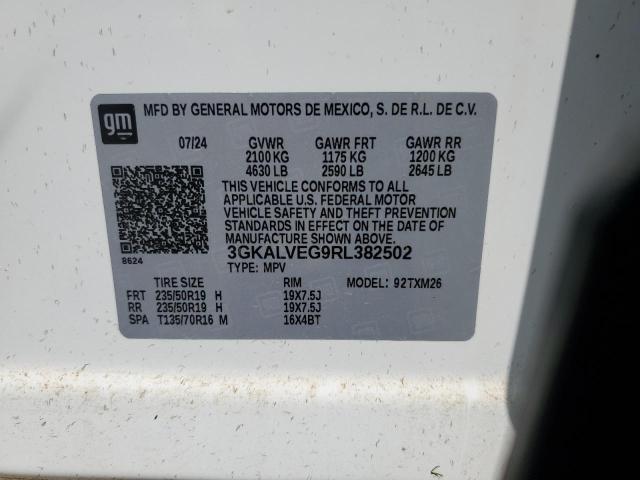 gm MFD BY GENERAL MOTORS DE MEXICO, S. DE R.L. DE C.V.
07/24 GVWR GAWR FRT GAWR RR
2100 KG 1175 KG 1200 KG
4630 LB 2590 LB 2645 LB
THIS VEHICLE CONFORMS TO ALL
APPLICABLE U.S. FEDERAL MOTOR
VEHICLE SAFETY AND THEFT PREVENTION
STANDARDS IN EFFECT ON THE DATE OF
MANUFACTURE SHOWN ABOVE.
8624 3GKALVEG9RL382502
TYPE: MPV
TIRE SIZE RIM MODEL: 92TXM26
FRT 235/50R19 H 19X7.5J
RR 235/50R19 H 19X7.5J
SPA T135/70R16 M 16X4BT